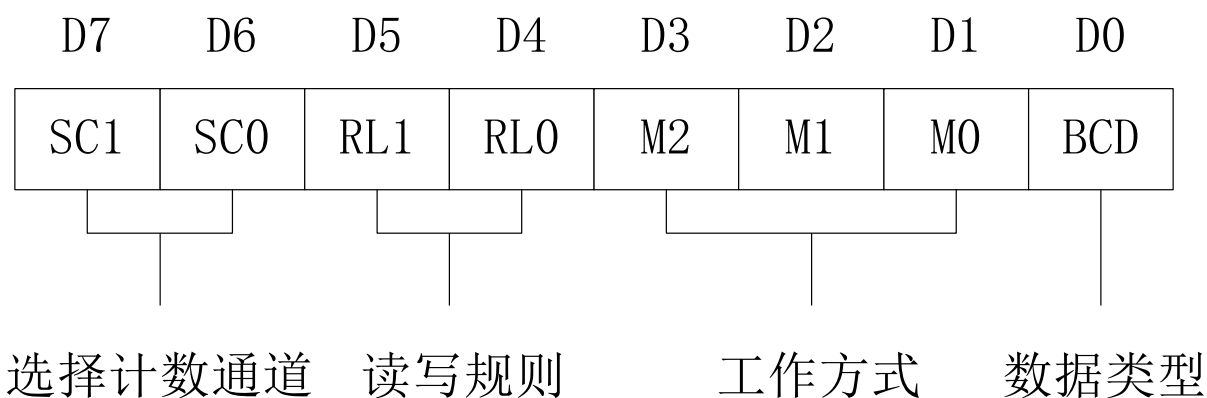 D7 D6 D5 D4 D3 D2 D1 D0
SC1 SC0 RL1 RL0 M2 M1 M0 BCD
选择计数通道 读写规则 工作方式 数据类型